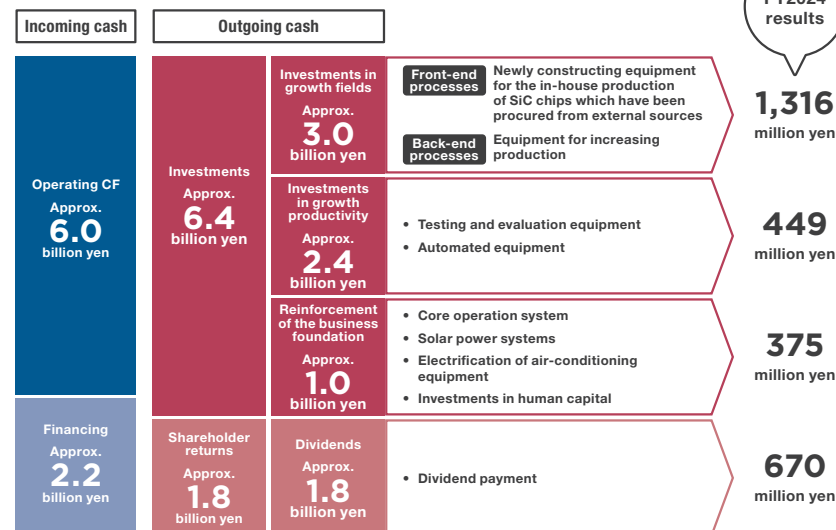 FY2024
results
Incoming cash
Outgoing cash
Operating CF
Approx.
6.0
billion yen
Financing
Approx.
2.2
billion yen
Investments
Approx.
6.4
billion yen
Shareholder
returns
Approx.
1.8
billion yen
Investments in
growth fields
Approx.
3.0
billion yen
Front-end
processes
Newly constructing equipment
for the in-house production
of SiC chips which have been
procured from external sources
Back-end
processes
Equipment for increasing
production
1,316
million yen
Investments
in growth
productivity
Approx.
2.4
billion yen
• Testing and evaluation equipment
• Automated equipment
449
million yen
Reinforcement
of the business
foundation
Approx.
1.0
billion yen
• Core operation system
• Solar power systems
• Electrification of air-conditioning
equipment
• Investments in human capital
375
million yen
Dividends
Approx.
1.8
billion yen
• Dividend payment
670
million yen